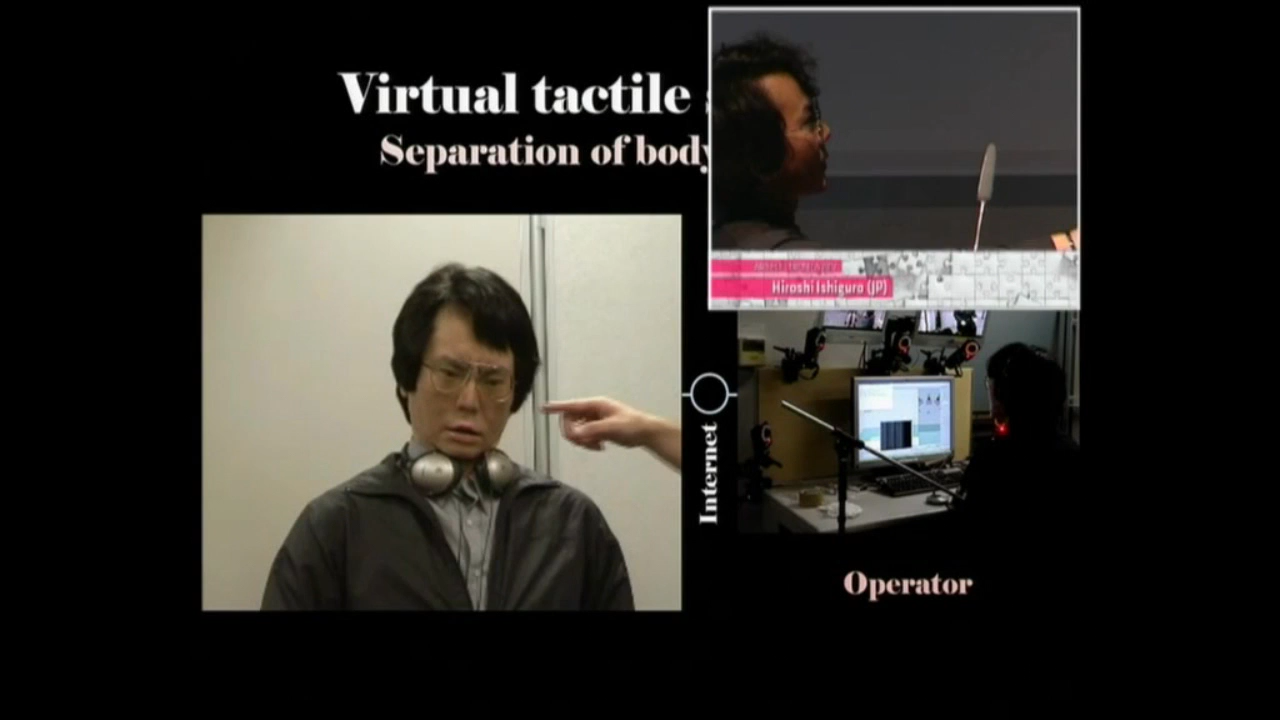 Virtual tactile
Separation of body
Hiroshi Ishiguro (JP)
Internet
Operator